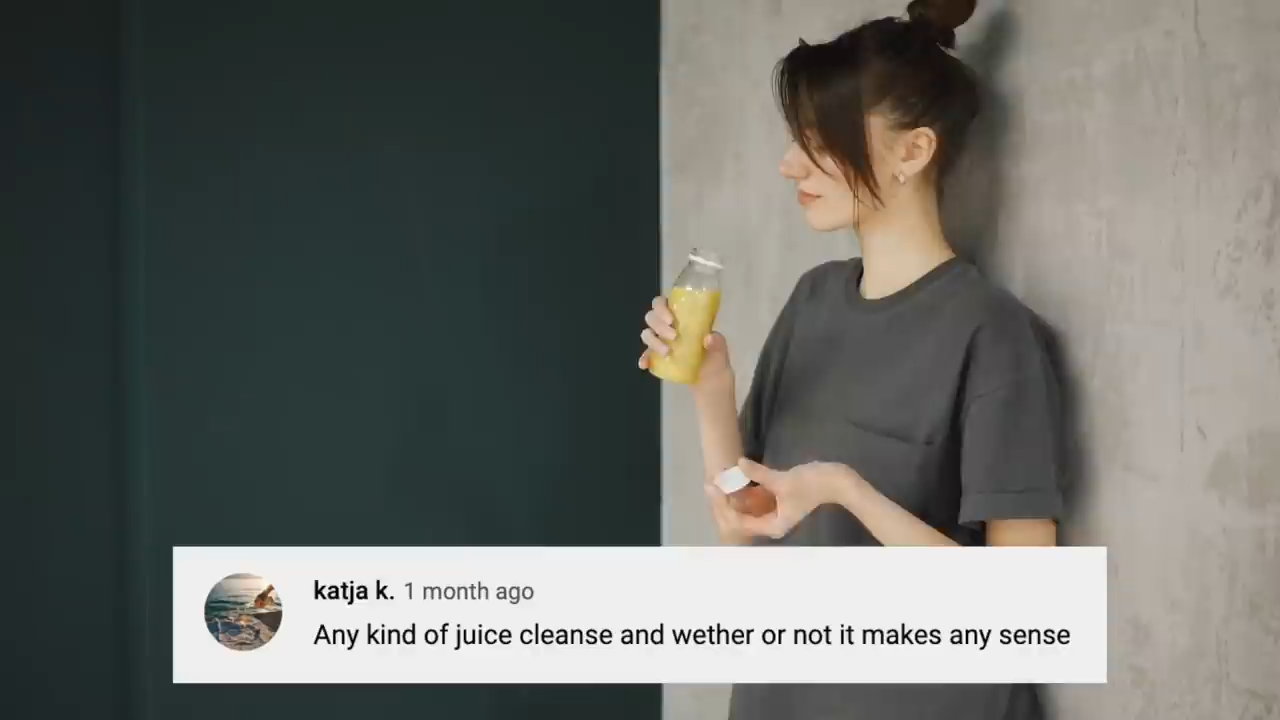 katja k. 1 month ago
Any kind of juice cleanse and wether or not it makes any sense